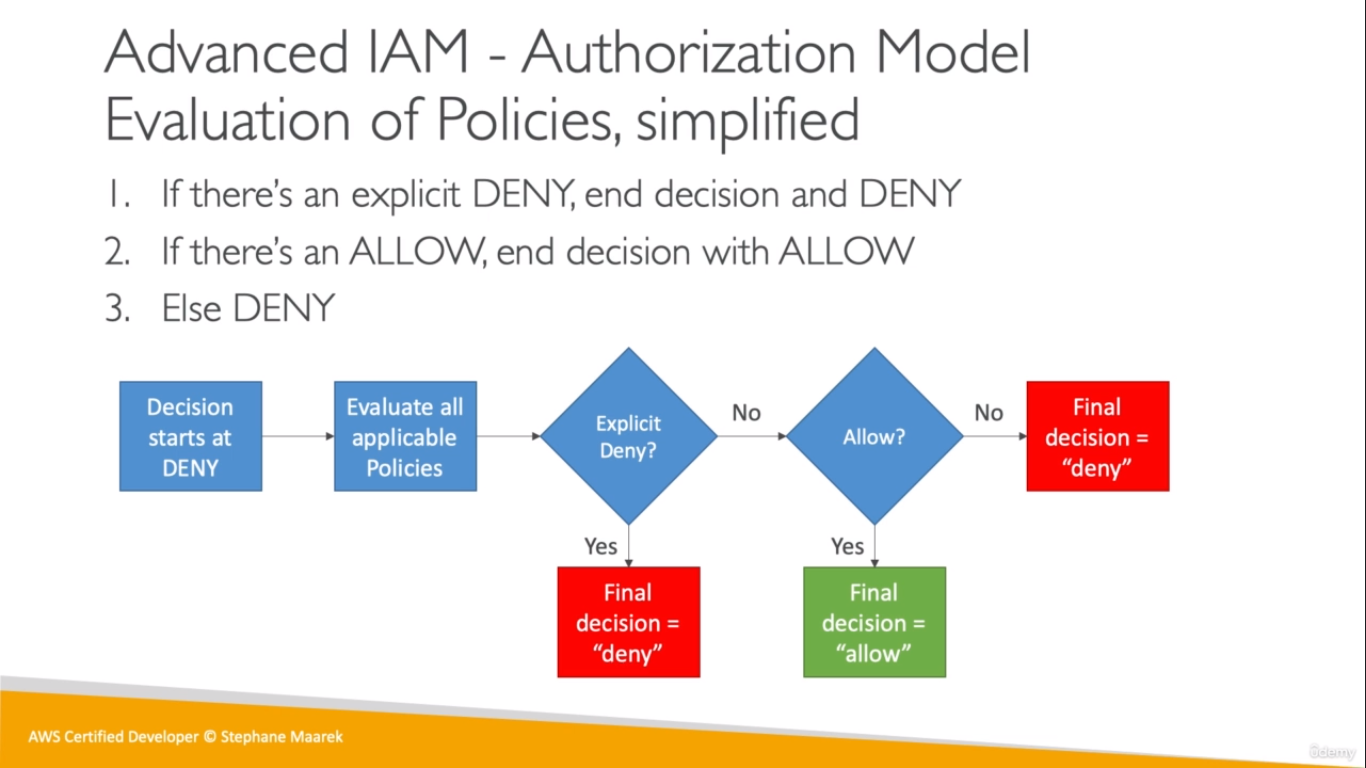 Advanced IAM - Authorization Model
Evaluation of Policies, simplified
1. If there's an explicit DENY, end decision and DENY
2. If there's an ALLOW, end decision with ALLOW
3. Else DENY
Decision
starts at
DENY
Evaluate all
applicable
Policies
Explicit
Deny?
No
Allow?
No
Final
decision =
“deny”
Yes
Yes
Final
decision =
“deny”
Final
decision =
“allow”
AWS Certified Developer © Stephane Maarek
ûdemy